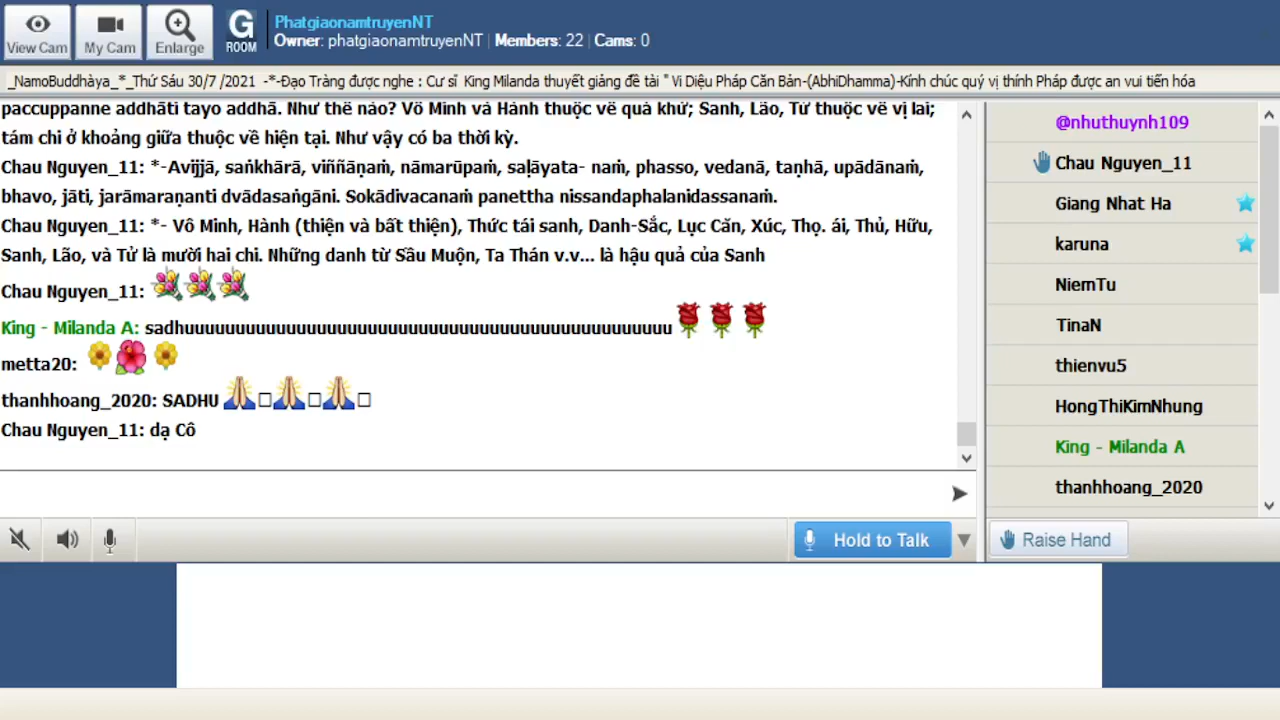 View Cam
My Cam
Enlarge
G
ROOM
PhatgiaonamtruyenNT
Owner: phatgiaonamtruyenNT | Members: 22 | Cams: 0
_NamoBuddhàya_*_Thứ Sáu 30/7 /2021 -*-Đạo Tràng được nghe : Cư sĩ King Milanda thuyết giảng đề tài " Vi Diệu Pháp Căn Bản-(AbhiDhamma)-Kính chúc quý vị thính Pháp được an vui tiến hóa
paccuppanne addhāti tayo addhā. Như thế nào? Vô Minh và Hành thuộc về quá khứ; Sanh, Lão, Tử thuộc về vị lai;
tám chi ở khoảng giữa thuộc về hiện tại. Như vậy có ba thời kỳ.
Chau Nguyen_11: *-Avijjā, saṅkhārā, viññāṇaṁ, nāmarūpaṁ, saḷāyata- naṁ, phasso, vedanā, taṇhā, upādānaṁ,
bhavo, jāti, jarāmaraṇanti dvādasaṅgāni. Sokādivacanaṁ panettha nissandaphalanidassanaṁ.
Chau Nguyen_11: *- Vô Minh, Hành (thiện và bất thiện), Thức tái sanh, Danh-Sắc, Lục Căn, Xúc, Thọ. ái, Thủ, Hữu,
Sanh, Lão, và Tử là mười hai chi. Những danh từ Sầu Muộn, Ta Thán v.v... là hậu quả của Sanh
Chau Nguyen_11:
King - Milanda A: sadhuuuuuuuuuuuuuuuuuuuuuuuuuuuuuuuuuuuuuuuuuuuuuuuu
metta20:
thanhhoang_2020: SADHU
Chau Nguyen_11: dạ Cô
Hold to Talk
@nhuthuynh109
Chau Nguyen_11
Giang Nhat Ha
karuna
NiemTu
TinaN
thienvu5
HongThiKimNhung
King - Milanda A
thanhhoang_2020
Raise Hand